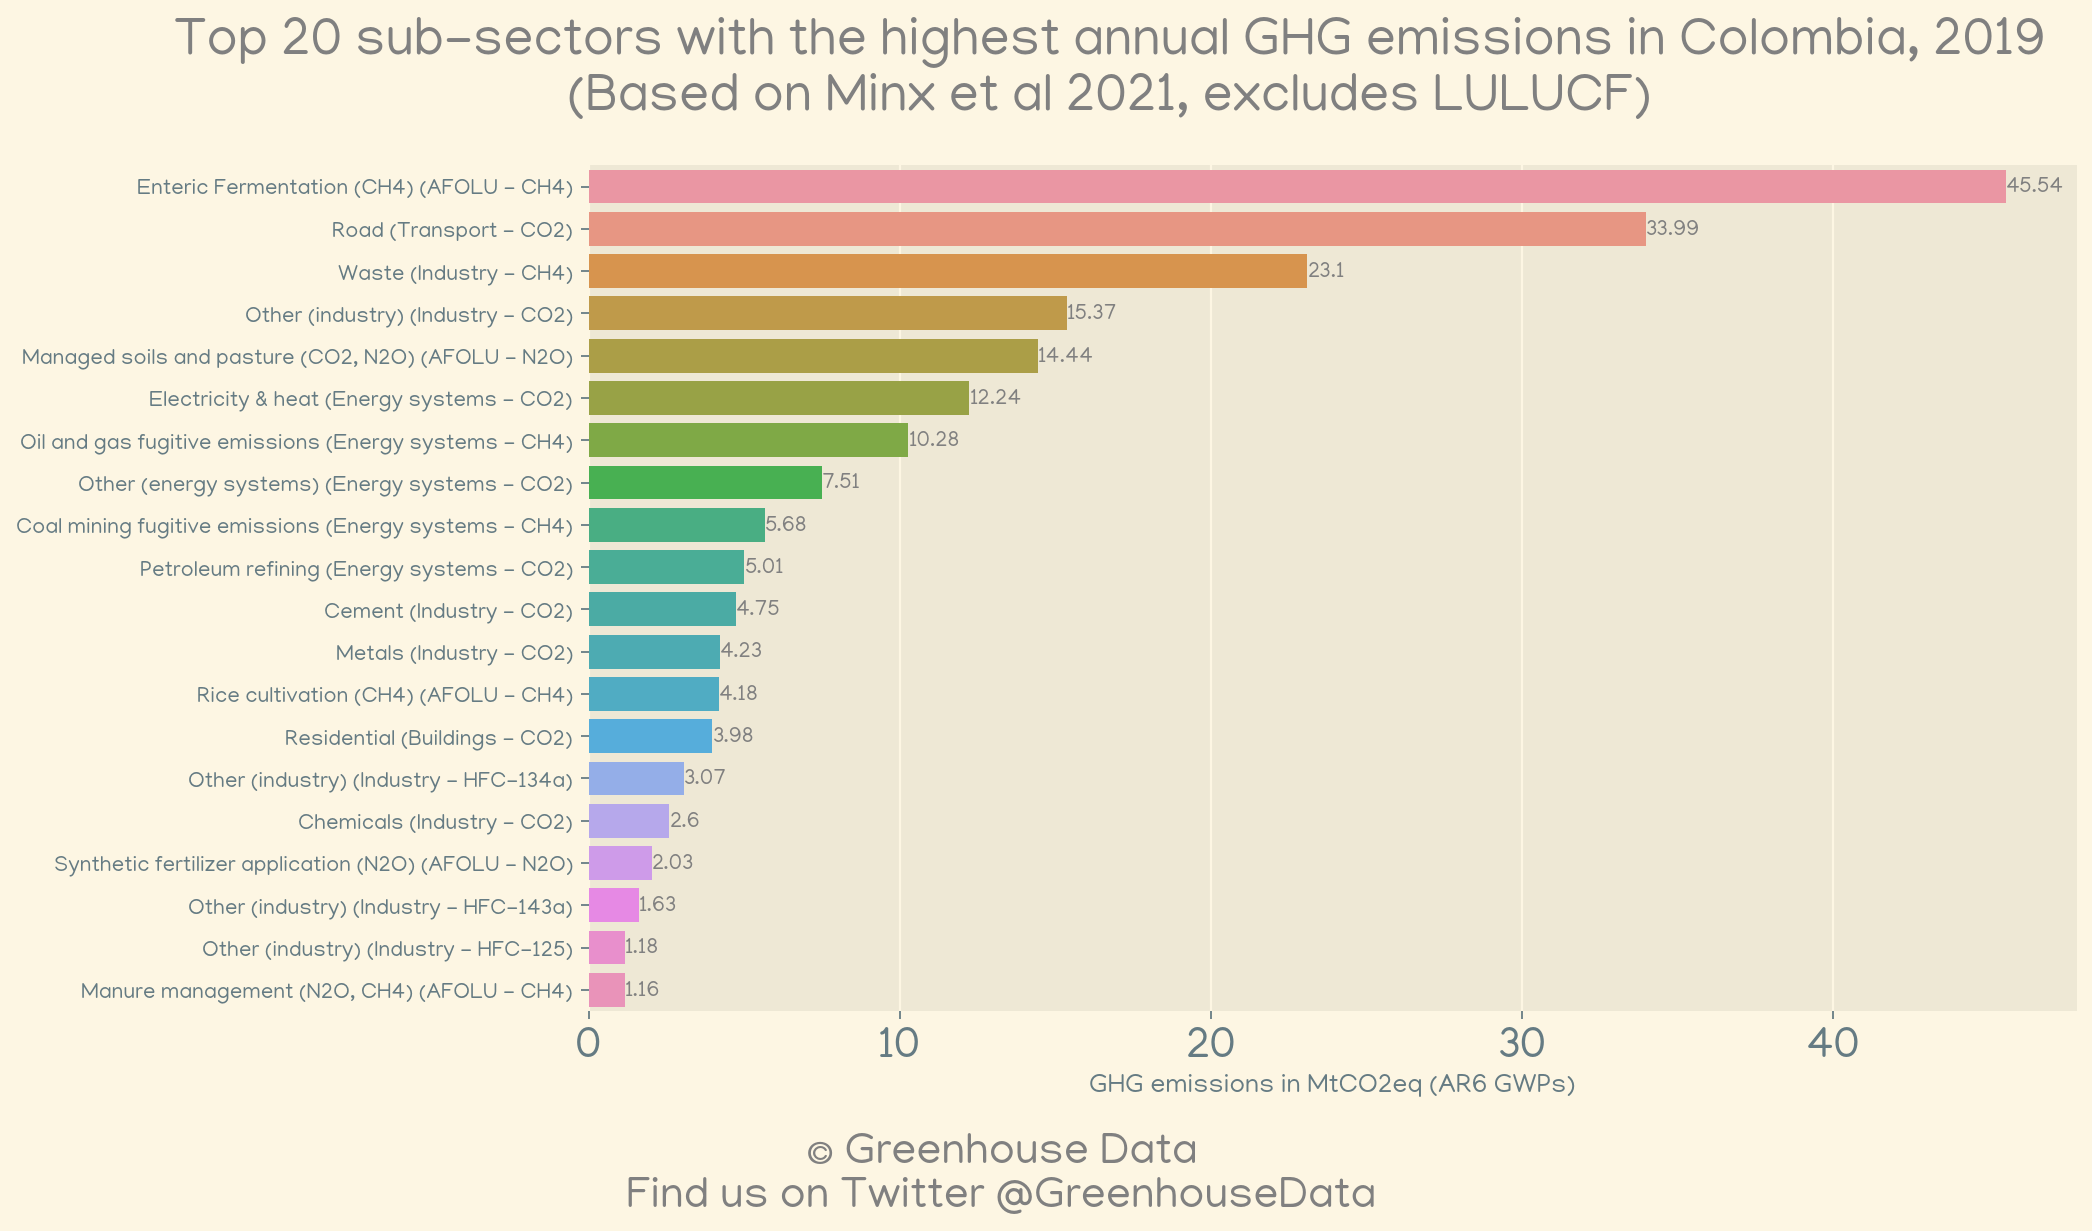 Top 20 sub-sectors with the highest annual GHG emissions in Colombia, 2019
(Based on Minx et al 2021, excludes LULUCF)
Enteric Fermentation (CH4) (AFOLU - CH4) 45.54
Road (Transport - CO2) 33.99
Waste (Industry - CH4) 23.1
Other (industry) (Industry - CO2) 15.37
Managed soils and pasture (CO2, N2O) (AFOLU - N2O) 14.44
Electricity & heat (Energy systems - CO2) 12.24
Oil and gas fugitive emissions (Energy systems - CH4) 10.28
Other (energy systems) (Energy systems - CO2) 7.51
Coal mining fugitive emissions (Energy systems - CH4) 5.68
Petroleum refining (Energy systems - CO2) 5.01
Cement (Industry - CO2) 4.75
Metals (Industry - CO2) 4.23
Rice cultivation (CH4) (AFOLU - CH4) 4.18
Residential (Buildings - CO2) 3.98
Other (industry) (Industry - HFC-134a) 3.07
Chemicals (Industry - CO2) 2.6
Synthetic fertilizer application (N2O) (AFOLU - N2O) 2.03
Other (industry) (Industry - HFC-143a) 1.63
Other (industry) (Industry - HFC-125) 1.18
Manure management (N2O, CH4) (AFOLU - CH4) 1.16
0 10 20 30 40
GHG emissions in MtCO2eq (AR6 GWPs)
© Greenhouse Data
Find us on Twitter @GreenhouseData